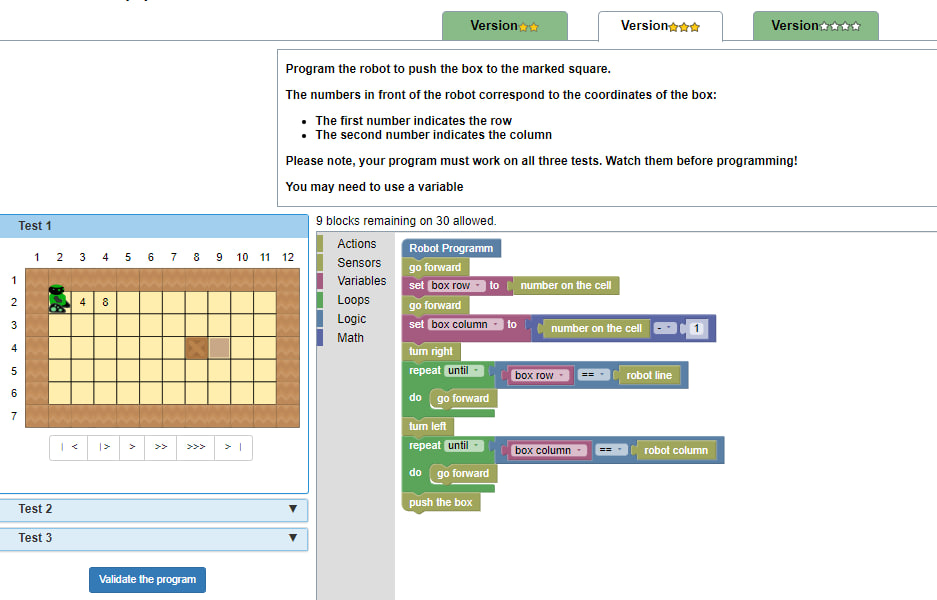 Version
Version
Version
Program the robot to push the box to the marked square.
The numbers in front of the robot correspond to the coordinates of the box:
• The first number indicates the row
• The second number indicates the column
Please note, your program must work on all three tests. Watch them before programming!
You may need to use a variable
Test 1
9 blocks remaining on 30 allowed.
1 2 3 4 5 6 7 8 9 10 11 12
1
2
4 8
3
4
5
6
7
| < |> > >> >>> > |
Test 2 ▼
Test 3 ▼
Validate the program
Actions
Sensors
Variables
Loops
Logic
Math
Robot Programm
go forward
set box row to number on the cell
go forward
set box column to number on the cell - 1
turn right
repeat until box row == robot line
do go forward
turn left
repeat until box column == robot column
do go forward
push the box